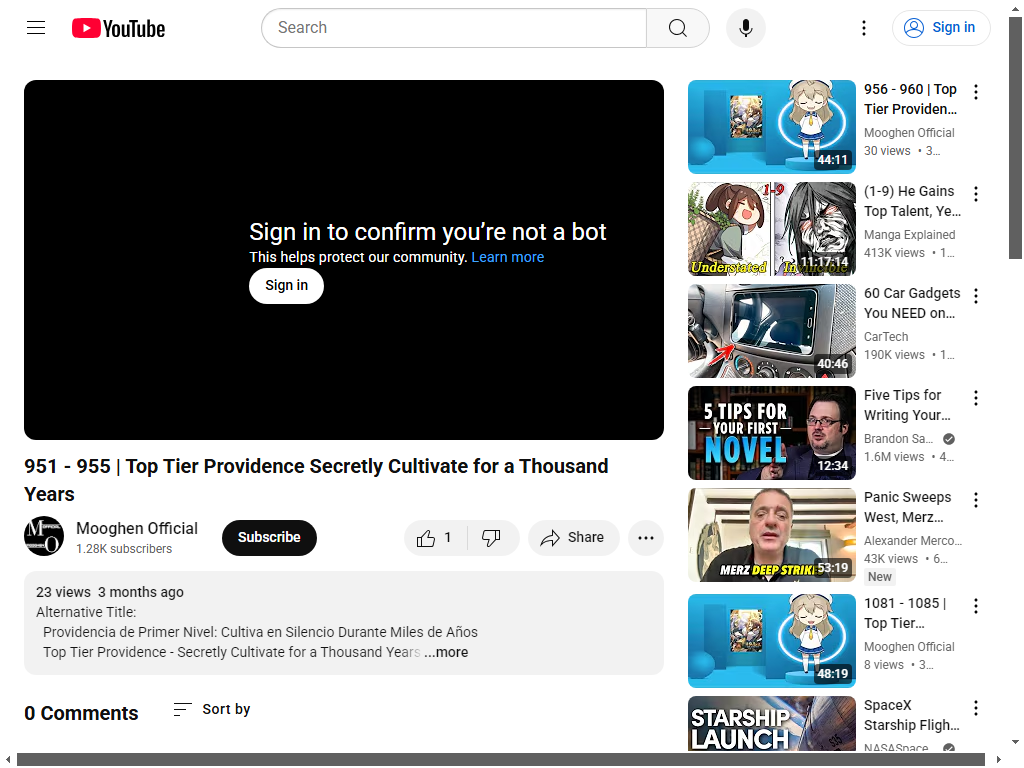 YouTube
Search
Sign in
Sign in to confirm you’re not a bot
This helps protect our community. Learn more
Sign in
951 - 955 | Top Tier Providence Secretly Cultivate for a Thousand
Years
Mooghen Official
1.28K subscribers
Subscribe
1
Share
23 views 3 months ago
Alternative Title:
Providencia de Primer Nivel: Cultiva en Silencio Durante Miles de Años
Top Tier Providence - Secretly Cultivate for a Thousand Years ...more
0 Comments
Sort by
44:11
956 - 960 | Top
Tier Providen...
Mooghen Official
30 views • 3...
1-9
Understated
11:17:14
(1-9) He Gains
Top Talent, Ye...
Manga Explained
413K views • 1...
40:46
60 Car Gadgets
You NEED on...
CarTech
190K views • 1...
5 TIPS FOR
YOUR FIRST
NOVEL
12:34
Five Tips for
Writing Your...
Brandon Sa...
1.6M views • 4...
MERZ DEEP STRIKE
53:19
Panic Sweeps
West, Merz...
Alexander Merco...
43K views • 6...
New
48:19
1081 - 1085 |
Top Tier...
Mooghen Official
8 views • 3...
STARSHIP
LAUNCH
SpaceX
Starship Fligh...
NASASpace...